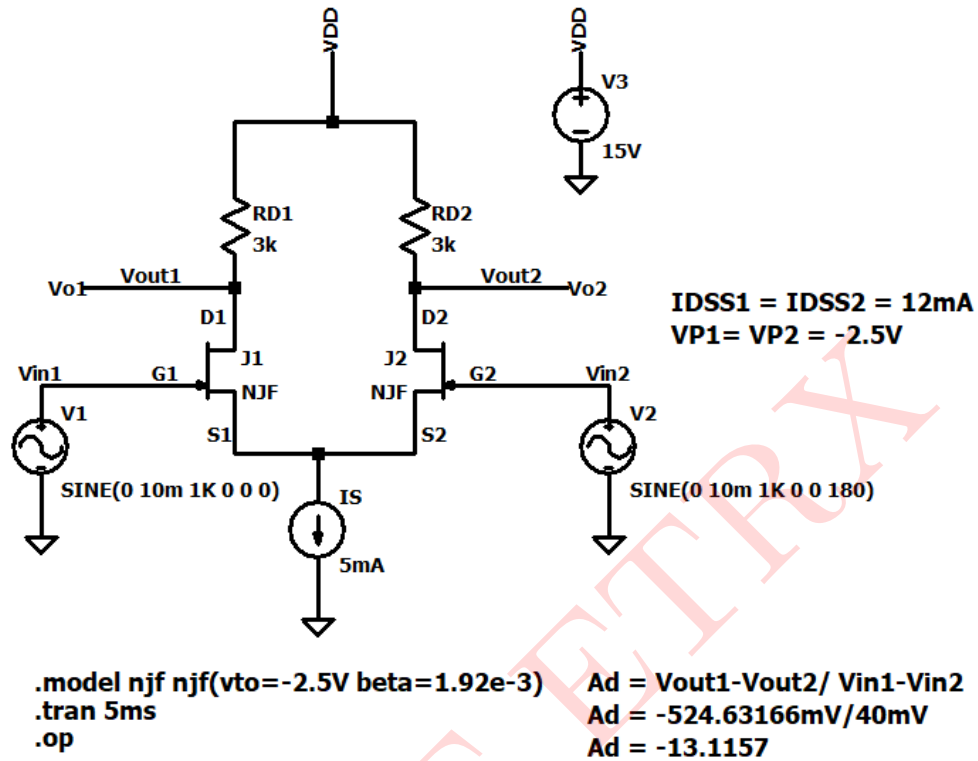 VDD
VDD
V3
15V
RD1
3k
RD2
3k
Vout1
Vo1
Vout2
Vo2
IDSS1 = IDSS2 = 12mA
VP1= VP2 = -2.5V
D1
D2
J1
J2
Vin1
G1
NJF
NJF
G2
Vin2
V1
V2
S1
S2
SINE(0 10m 1K 0 0 0)
SINE(0 10m 1K 0 0 180)
IS
5mA
.model njf njf(vto=-2.5V beta=1.92e-3)
.tran 5ms
.op
Ad = Vout1-Vout2/ Vin1-Vin2
Ad = -524.63166mV/40mV
Ad = -13.1157
ETRX